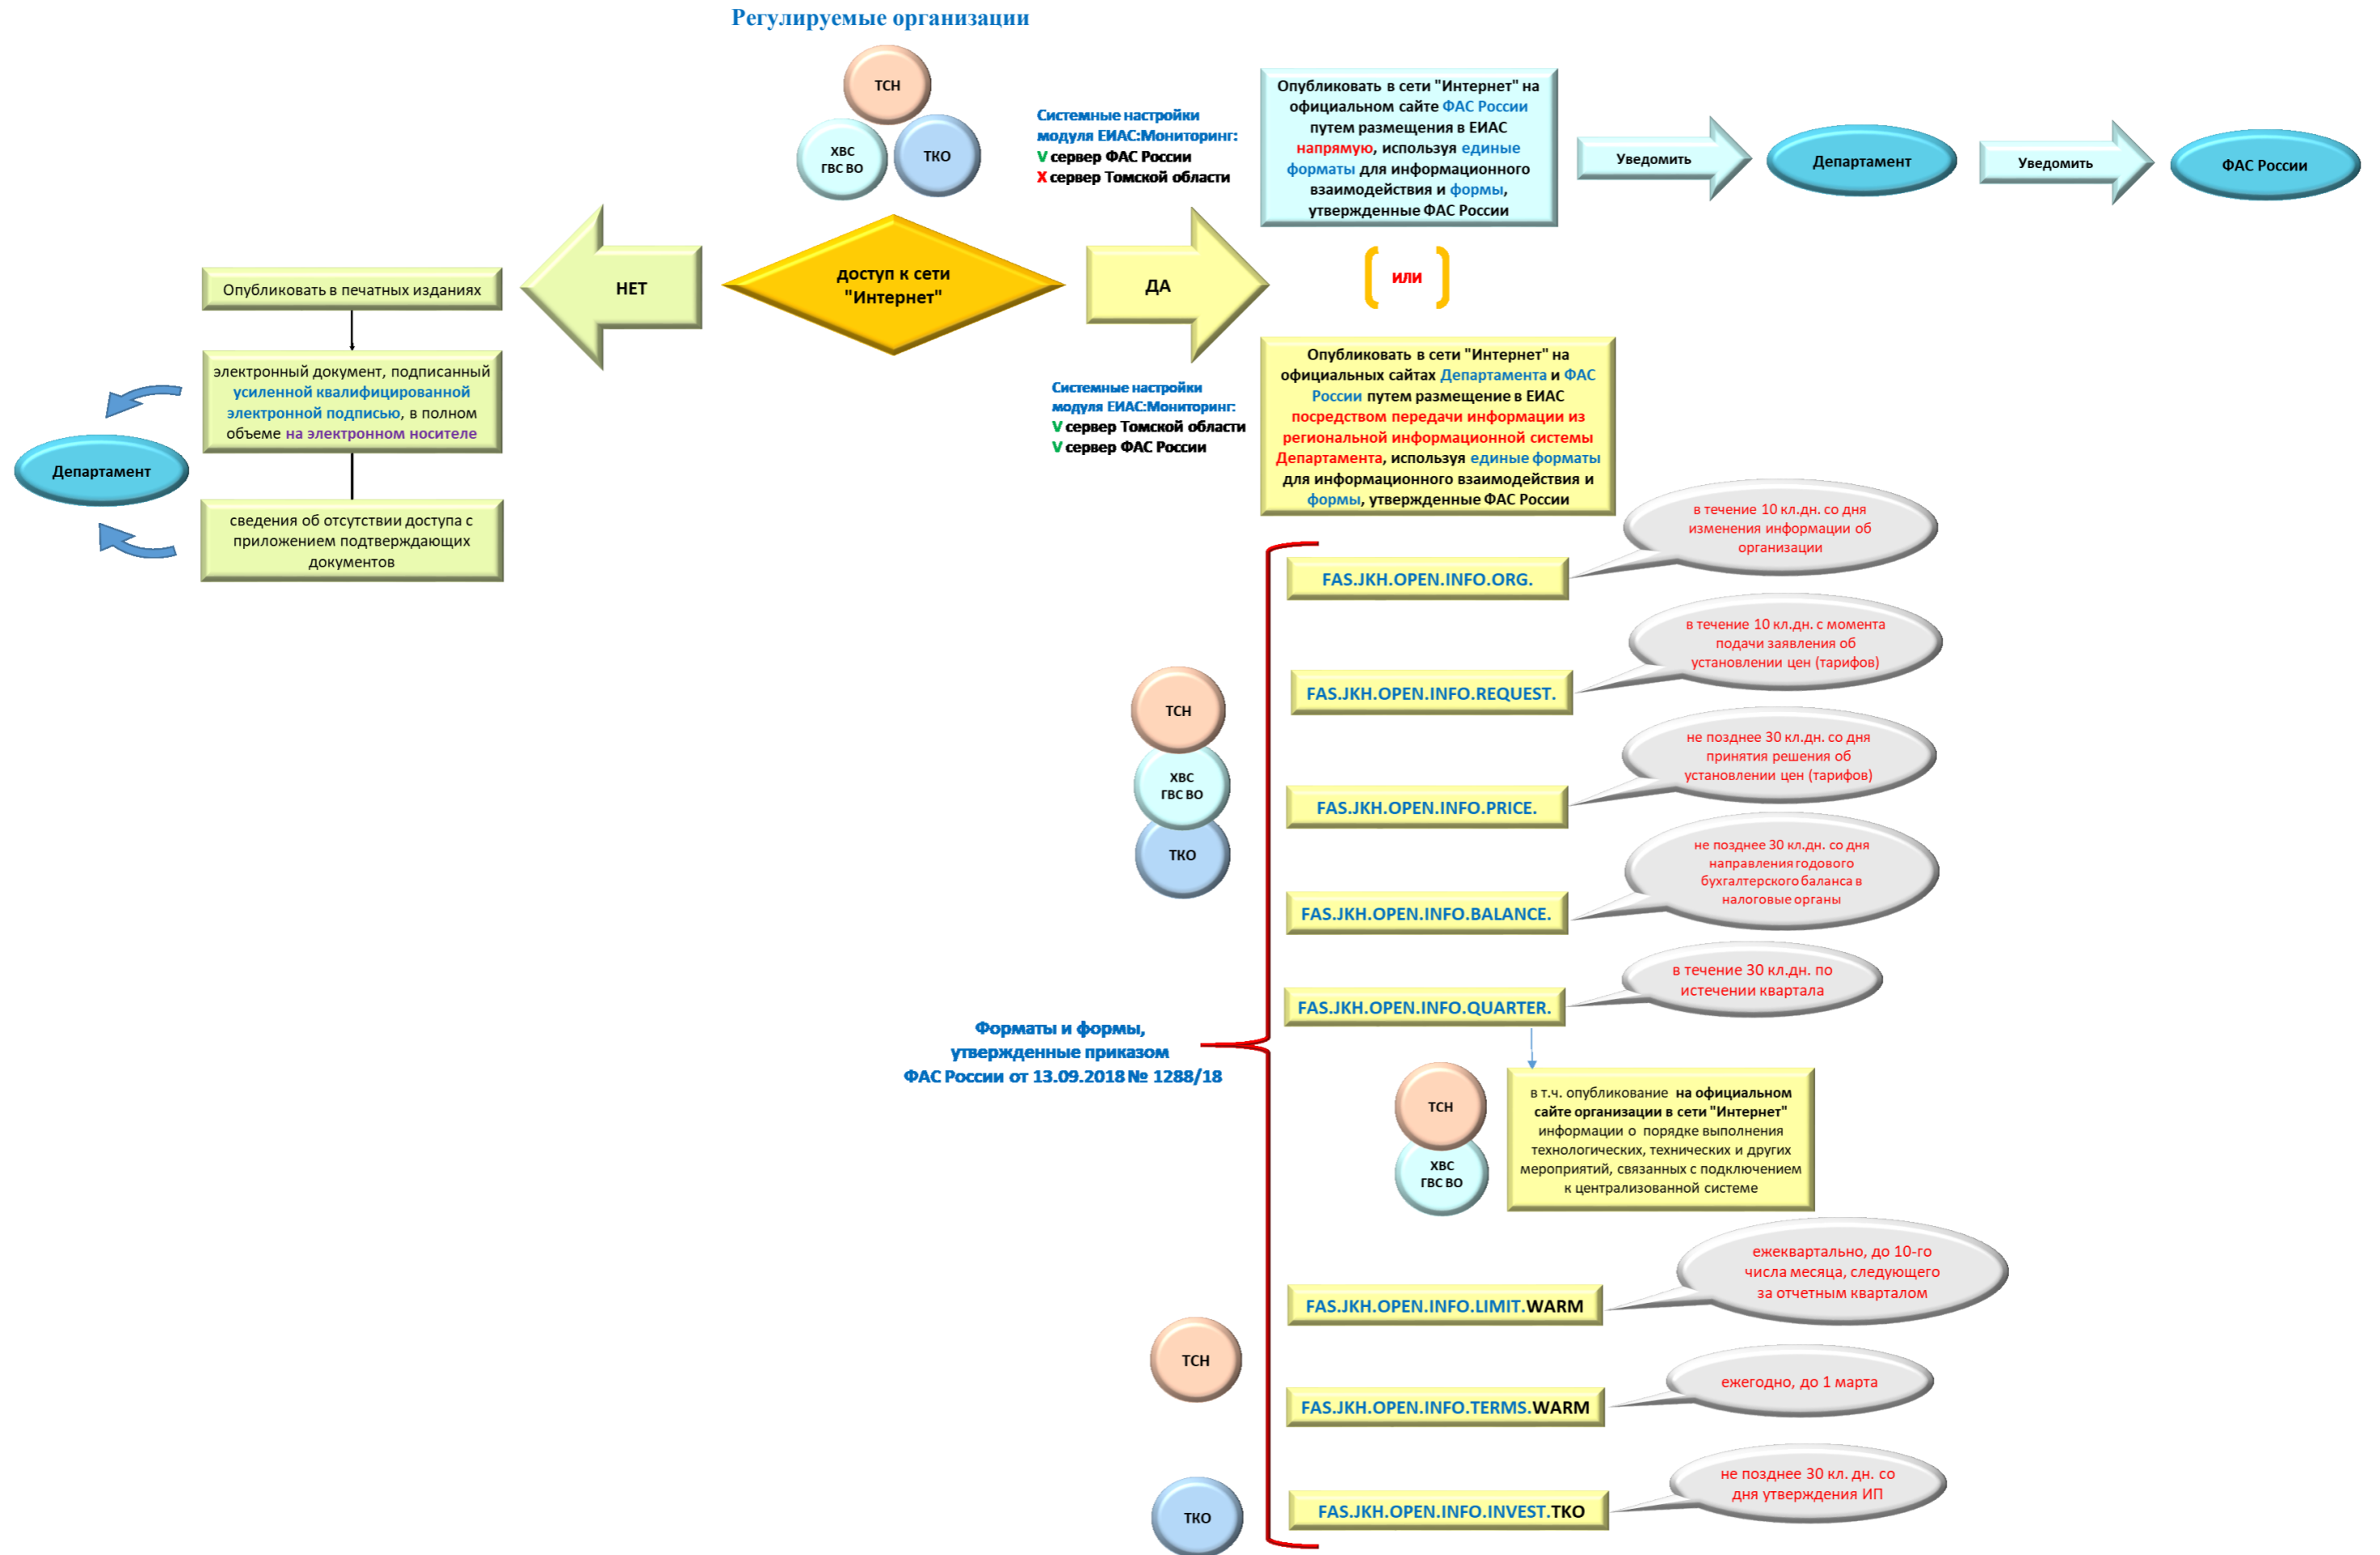 Регулируемые организации
ТСН
ХВС
ГВС ВО
ТКО
Системные настройки
модуля ЕИАС:Мониторинг:
V сервер ФАС России
X сервер Томской области
Опубликовать в сети "Интернет" на
официальном сайте ФАС России
путем размещения в ЕИАС
напрямую, используя единые
форматы для информационного
взаимодействия и формы,
утвержденные ФАС России
Уведомить
Департамент
Уведомить
ФАС России
НЕТ
доступ к сети
"Интернет"
ДА
или
Опубликовать в печатных изданиях
электронный документ, подписанный
усиленной квалифицированной
электронной подписью, в полном
объеме на электронном носителе
Департамент
сведения об отсутствии доступа с
приложением подтверждающих
документов
Системные настройки
модуля ЕИАС:Мониторинг:
V сервер Томской области
V сервер ФАС России
Опубликовать в сети "Интернет" на
официальных сайтах Департамента и ФАС
России путем размещение в ЕИАС
посредством передачи информации из
региональной информационной системы
Департамента, используя единые форматы
для информационного взаимодействия и
формы, утвержденные ФАС России
FAS.JKH.OPEN.INFO.ORG.
в течение 10 кл.дн. со дня
изменения информации об
организации
FAS.JKH.OPEN.INFO.REQUEST.
в течение 10 кл.дн. с момента
подачи заявления об
установлении цен (тарифов)
ТСН
ХВС
ГВС ВО
ТКО
FAS.JKH.OPEN.INFO.PRICE.
не позднее 30 кл.дн. со дня
принятия решения об
установлении цен (тарифов)
FAS.JKH.OPEN.INFO.BALANCE.
не позднее 30 кл.дн. со дня
направления годового
бухгалтерского баланса в
налоговые органы
FAS.JKH.OPEN.INFO.QUARTER.
в течение 30 кл.дн. по
истечении квартала
Форматы и формы,
утвержденные приказом
ФАС России от 13.09.2018 № 1288/18
ТСН
ХВС
ГВС ВО
в т.ч. опубликование на официальном
сайте организации в сети "Интернет"
информации о порядке выполнения
технологических, технических и других
мероприятий, связанных с подключением
к централизованной системе
FAS.JKH.OPEN.INFO.LIMIT.WARM
ежеквартально, до 10-го
числа месяца, следующего
за отчетным кварталом
ТСН
FAS.JKH.OPEN.INFO.TERMS.WARM
ежегодно, до 1 марта
ТКО
FAS.JKH.OPEN.INFO.INVEST.TKO
не позднее 30 кл. дн. со
дня утверждения ИП